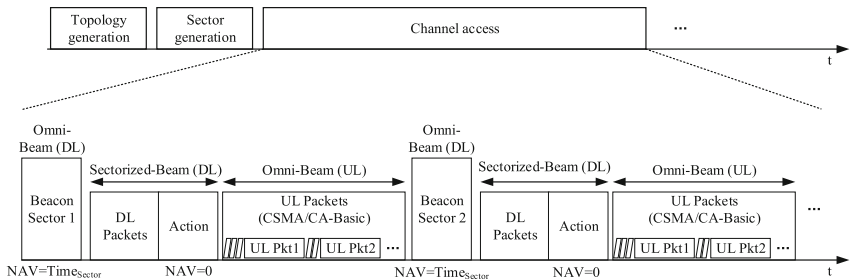 Topology generation
Sector generation
Channel access
...
t
Omni-Beam (DL)
Sectorized-Beam (DL)
Omni-Beam (UL)
Omni-Beam (DL)
Sectorized-Beam (DL)
Omni-Beam (UL)
Beacon Sector 1
DL Packets
Action
UL Packets (CSMA/CA-Basic)
UL Pkt1
UL Pkt2
...
Beacon Sector 2
DL Packets
Action
UL Packets (CSMA/CA-Basic)
UL Pkt1
UL Pkt2
...
...
NAV=TimeSector
NAV=0
NAV=TimeSector
NAV=0
t